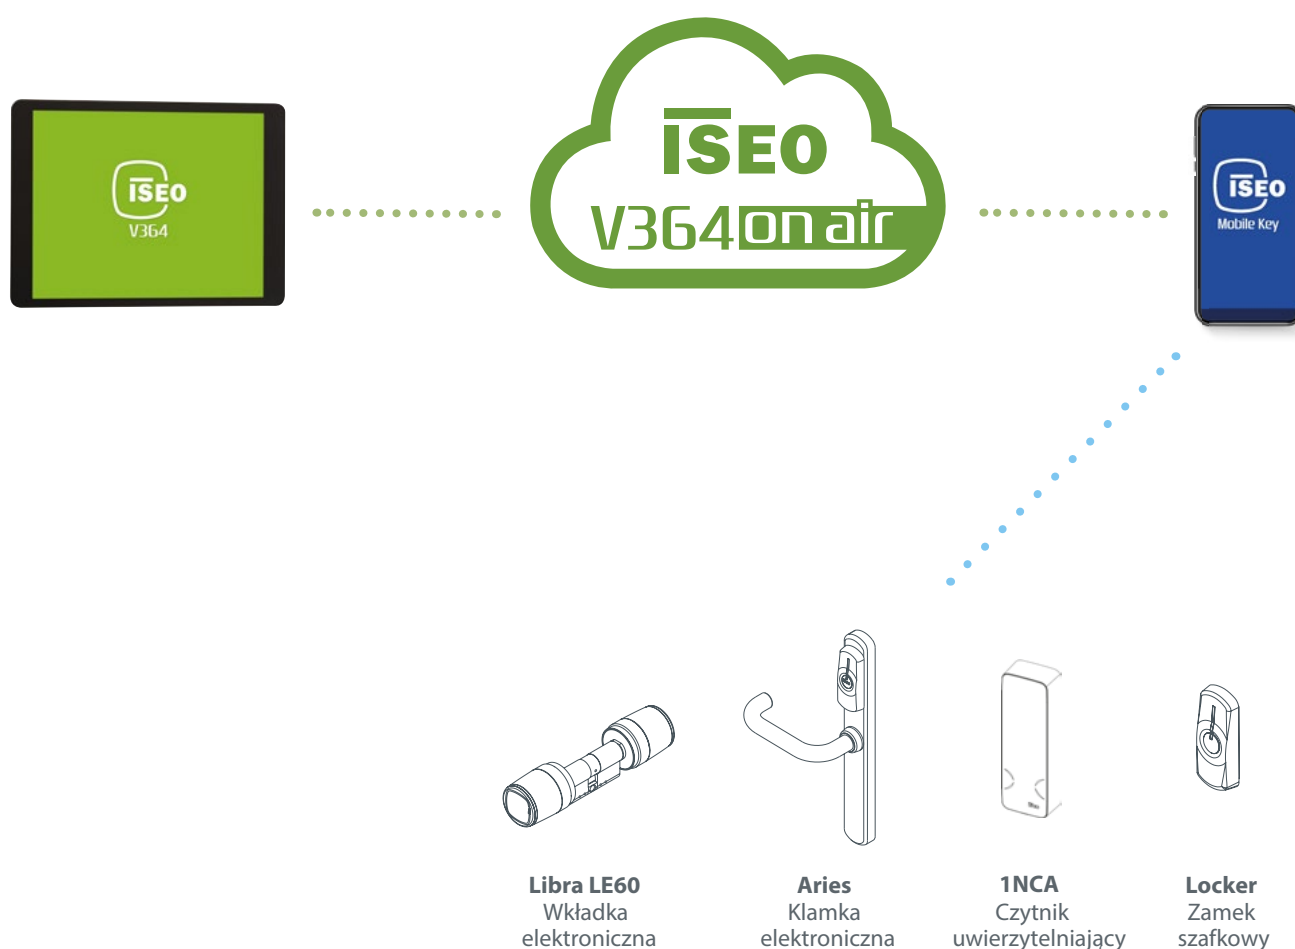 ISEO
V364
ISEO
V364 on air
ISEO
Mobile Key
Libra LE60
Wkładka
elektroniczna
Aries
Klamka
elektroniczna
1NCA
Czytnik
uwierzytelniający
Locker
Zamek
szafkowy